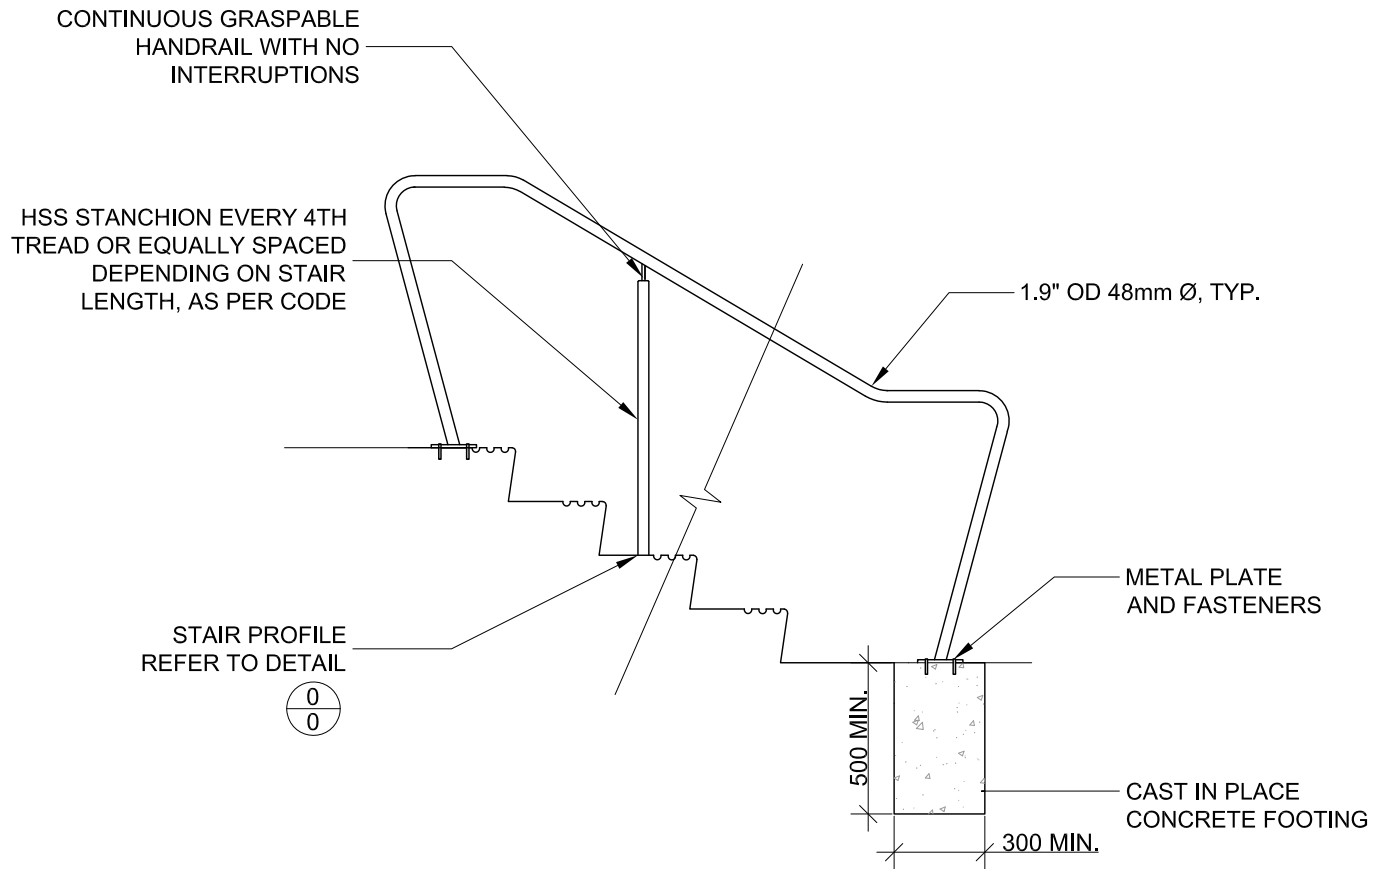 CONTINUOUS GRASPABLE
HANDRAIL WITH NO
INTERRUPTIONS
HSS STANCHION EVERY 4TH
TREAD OR EQUALLY SPACED
DEPENDING ON STAIR
LENGTH, AS PER CODE
1.9" OD 48mm Ø, TYP.
METAL PLATE
AND FASTENERS
STAIR PROFILE
REFER TO DETAIL
0
0
500 MIN.
CAST IN PLACE
CONCRETE FOOTING
300 MIN.